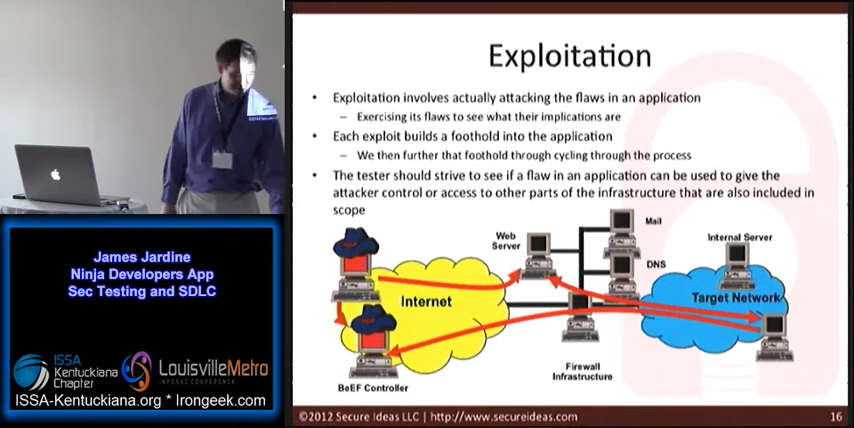 Exploitation
• Exploitation involves actually attacking the flaws in an application
– Exercising its flaws to see what their implications are
• Each exploit builds a foothold into the application
– We then further that foothold through cycling through the process
• The tester should strive to see if a flaw in an application can be used to give the
attacker control or access to other parts of the infrastructure that are also included in
scope
Web
Server
Mail
DNS
Internal Server
Internet
Target Network
BeEF Controller
Firewall
Infrastructure
©2012 Secure Ideas LLC | http://www.secureideas.com
16
James Jardine
Ninja Developers App
Sec Testing and SDLC
ISSA
Kentuckiana
Chapter
LouisvilleMetro
INFOSEC CONFERENCE
ISSA-Kentuckiana.org * Irongeek.com